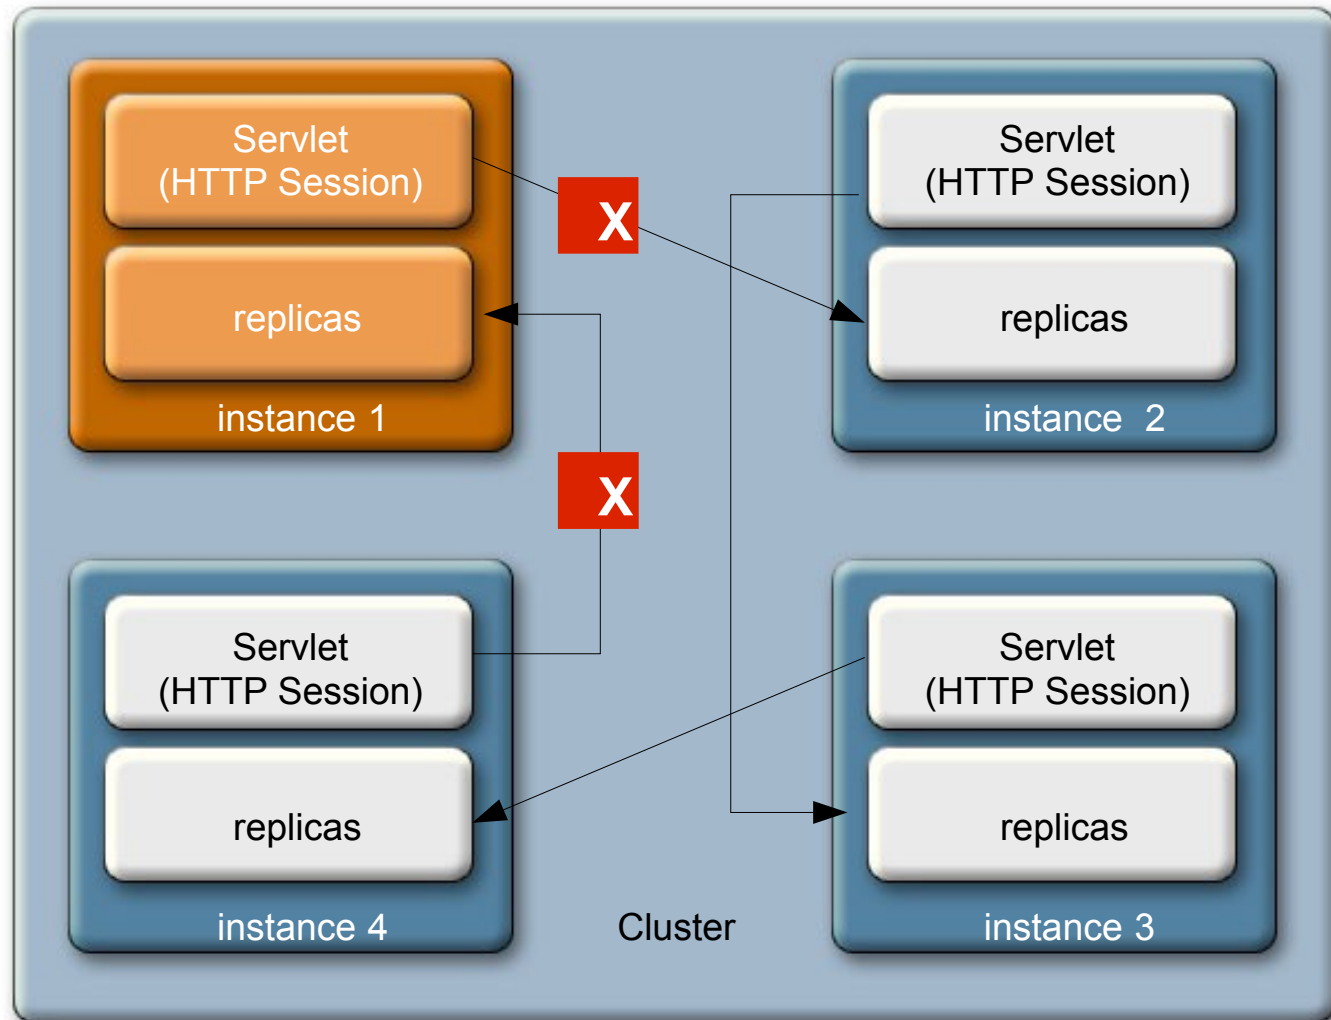 Servlet
(HTTP Session)
replicas
instance 1
X
Servlet
(HTTP Session)
replicas
instance  2
X
Servlet
(HTTP Session)
replicas
instance 4
Cluster
Servlet
(HTTP Session)
replicas
instance 3